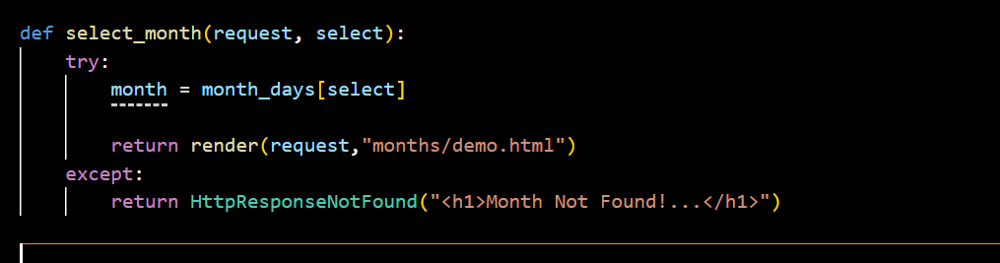 def select_month(request, select):
    try:
        month = month_days[select]
        return render(request,"months/demo.html")
    except:
        return HttpResponseNotFound("<h1>Month Not Found!...</h1>")